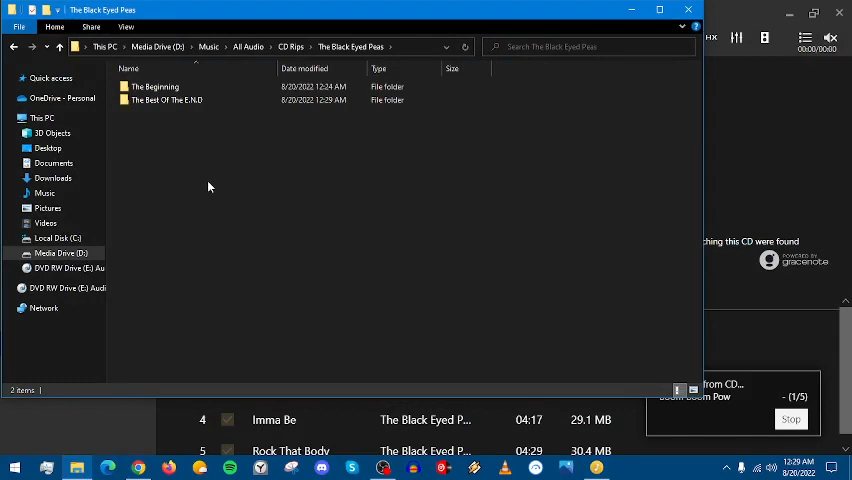 The Black Eyed Peas
File Home Share View
This PC Media Drive (D:) Music All Audio CD Rips The Black Eyed Peas
Search The Black Eyed Peas
HX
00:00/00:00
Name Date modified Type Size
Quick access
OneDrive - Personal
This PC
3D Objects
Desktop
Documents
Downloads
Music
Pictures
Videos
Local Disk (C:)
Media Drive (D:)
DVD RW Drive (E:) Au
DVD RW Drive (E:) Audi
Network
The Beginning 8/20/2022 12:24 AM File folder
The Best Of The E.N.D 8/20/2022 12:29 AM File folder
ching this CD were found
POWERED BY
gracenote
2 items
from CD...
Boom Boom Pow - (1/5)
Stop
4 Imma Be The Black Eyed P... 04:17 29.1 MB
5 Rock That Body The Black Eyed P... 04:29 30.4 MB
12:29 AM
8/20/2022